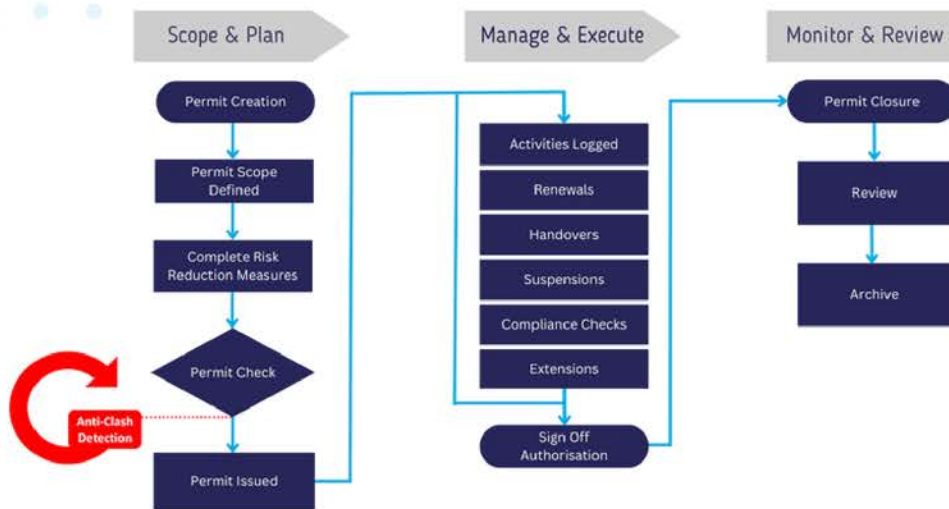 Scope & Plan
Manage & Execute
Monitor & Review
Permit Creation
Permit Scope
Defined
Complete Risk
Reduction Measures
Permit Check
Anti-Clash
Detection
Permit Issued
Activities Logged
Renewals
Handovers
Suspensions
Compliance Checks
Extensions
Sign Off
Authorisation
Permit Closure
Review
Archive